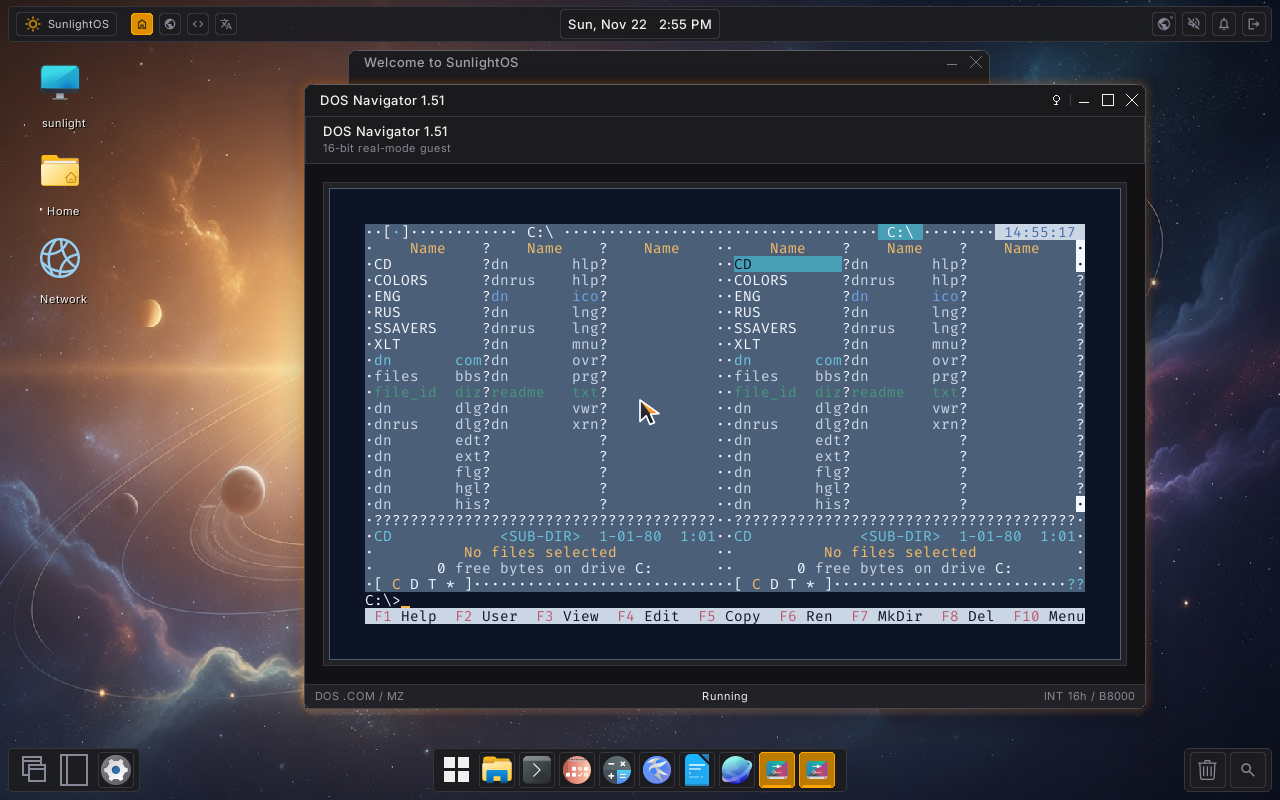 SunlightOS
Sun, Nov 22 2:55 PM
sunlight
Home
Network
Welcome to SunlightOS
DOS Navigator 1.51
DOS Navigator 1.51
16-bit real-mode guest
··[·]············ C:\ ··································· C:\ ········ 14:55:17
· Name ? Name ? Name ·· Name ? Name ? Name ·
·CD ?dn hlp? ··CD ?dn hlp? ·
·COLORS ?dnrus hlp? ··COLORS ?dnrus hlp? ?
·ENG ?dn ico? ··ENG ?dn ico? ?
·RUS ?dn lng? ··RUS ?dn lng? ?
·SSAVERS ?dnrus lng? ··SSAVERS ?dnrus lng? ?
·XLT ?dn mnu? ··XLT ?dn mnu? ?
·dn com?dn ovr? ··dn com?dn ovr? ?
·files bbs?dn prg? ··files bbs?dn prg? ?
·file_id diz?readme txt? ··file_id diz?readme txt? ?
·dn dlg?dn vwr? ··dn dlg?dn vwr? ?
·dnrus dlg?dn xrn? ··dnrus dlg?dn xrn? ?
·dn edt? ? ··dn edt? ? ?
·dn ext? ? ··dn ext? ? ?
·dn flg? ? ··dn flg? ? ?
·dn hgl? ? ··dn hgl? ? ?
·dn his? ? ··dn his? ? ·
·??????????????????????????????????????··??????????????????????????????????????·
·CD <SUB-DIR> 1-01-80 1:01··CD <SUB-DIR> 1-01-80 1:01·
· No files selected ·· No files selected ·
· 0 free bytes on drive C: ·· 0 free bytes on drive C: ·
·[ C D T * ]·····························[ C D T * ]··························??
C:\>_
F1 Help F2 User F3 View F4 Edit F5 Copy F6 Ren F7 MkDir F8 Del F10 Menu
DOS .COM / MZ
Running
INT 16h / B8000